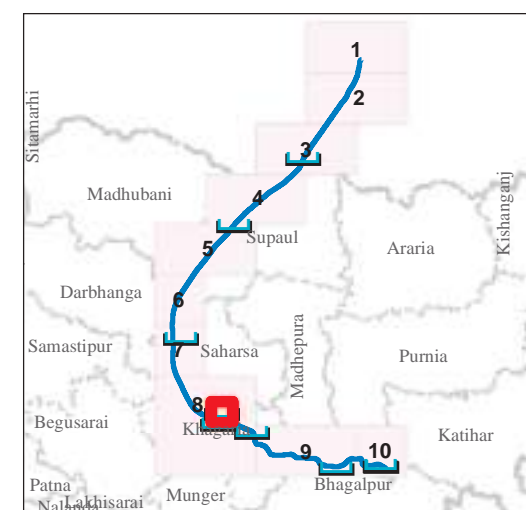 1
2
Sitamarhi
3
Madhubani
4
Kishanganj
5
Supaul
Araria
Darbhanga
6
Madhepura
Samastipur
7
Saharsa
Purnia
8
Begusarai
Katihar
9
10
Patna
Bhagalpur
Munger
Nalanda
Lakhisarai